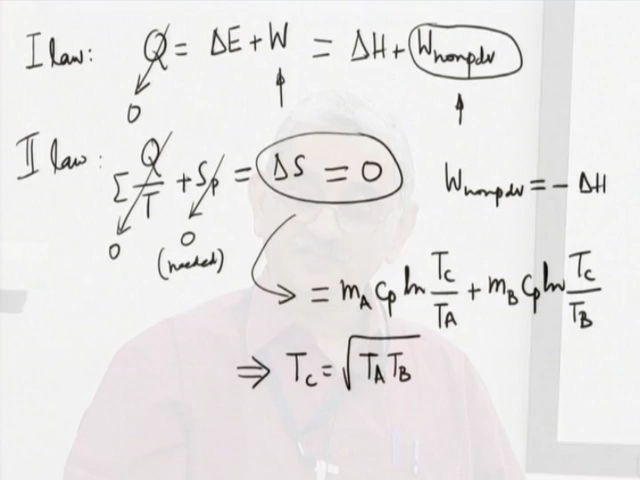 I law: Q = ΔE + W = ΔH + W_nonpdv
0
II law: Σ Q/T + S_p = ΔS = 0 W_nonpdv = - ΔH
0 0
(needed)
= m_A C_p ln T_C/T_A + m_B C_p ln T_C/T_B
⇒ T_c = √T_A T_B